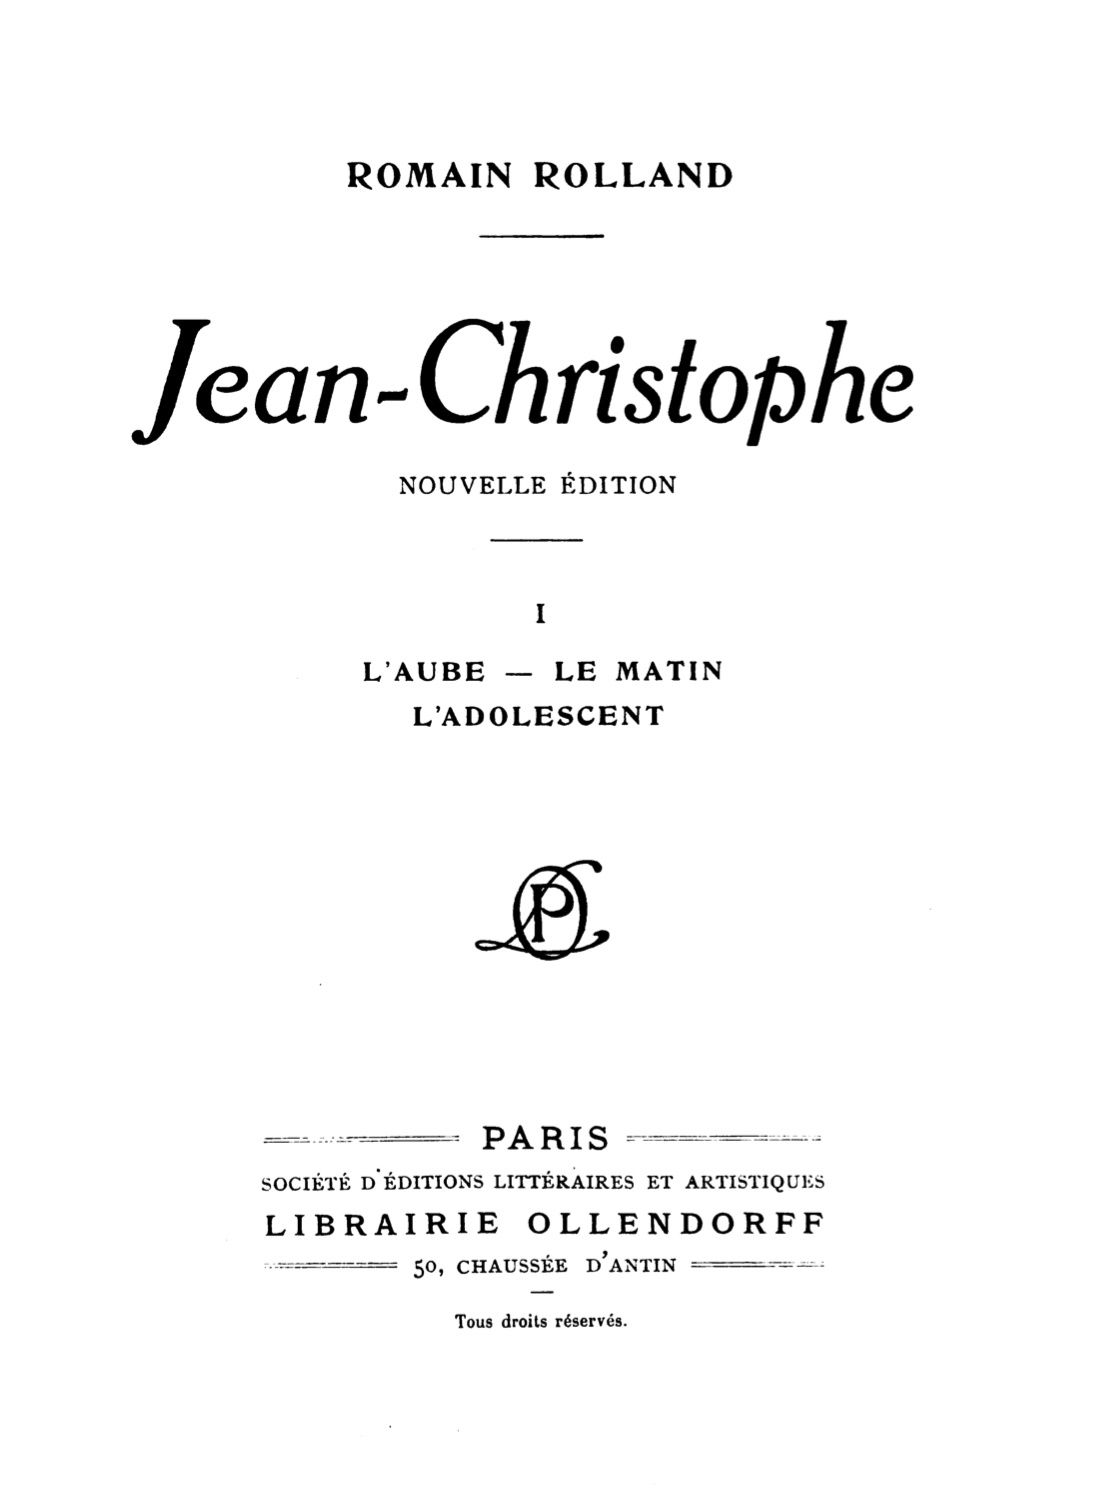 ROMAIN ROLLAND
Jean-Christophe
NOUVELLE ÉDITION
I
L'AUBE — LE MATIN
L'ADOLESCENT
PARIS
SOCIÉTÉ D'ÉDITIONS LITTÉRAIRES ET ARTISTIQUES
LIBRAIRIE OLLENDORFF
50, CHAUSSÉE D'ANTIN
Tous droits réservés.